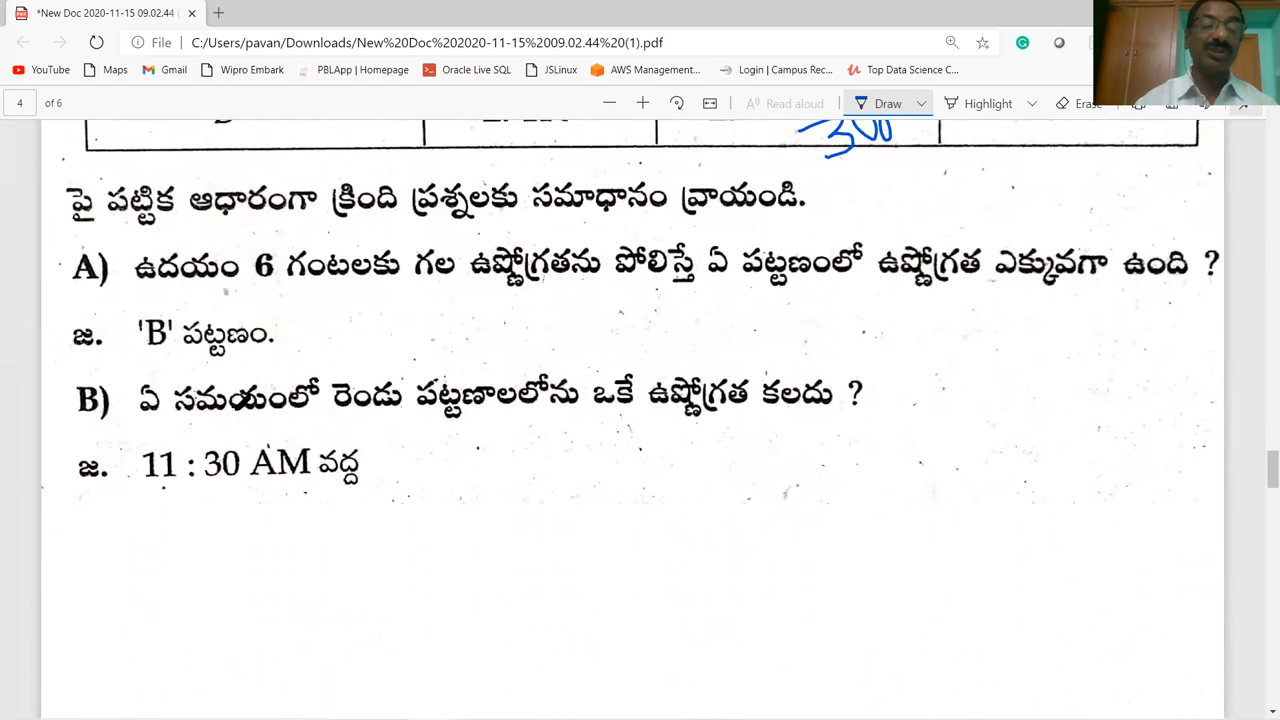 *New Doc 2020-11-15 09.02.44 (
File C:/Users/pavan/Downloads/New%20Doc%202020-11-15%2009.02.44%20(1).pdf
YouTube Maps Gmail Wipro Embark PBLApp | Homepage Oracle Live SQL JSLinux AWS Management... Login | Campus Rec... Top Data Science C...
4 of 6 Read aloud Draw Highlight Erase
300
పై పట్టిక ఆధారంగా క్రింది ప్రశ్నలకు సమాధానం వ్రాయండి.
A) ఉదయం 6 గంటలకు గల ఉష్ణోగ్రతను పోలిస్తే ఏ పట్టణంలో ఉష్ణోగ్రత ఎక్కువగా ఉంది ?
జ. 'B' పట్టణం.
B) ఏ సమయంలో రెండు పట్టణాలలోను ఒకే ఉష్ణోగ్రత కలదు ?
జ. 11 : 30 AM వద్ద